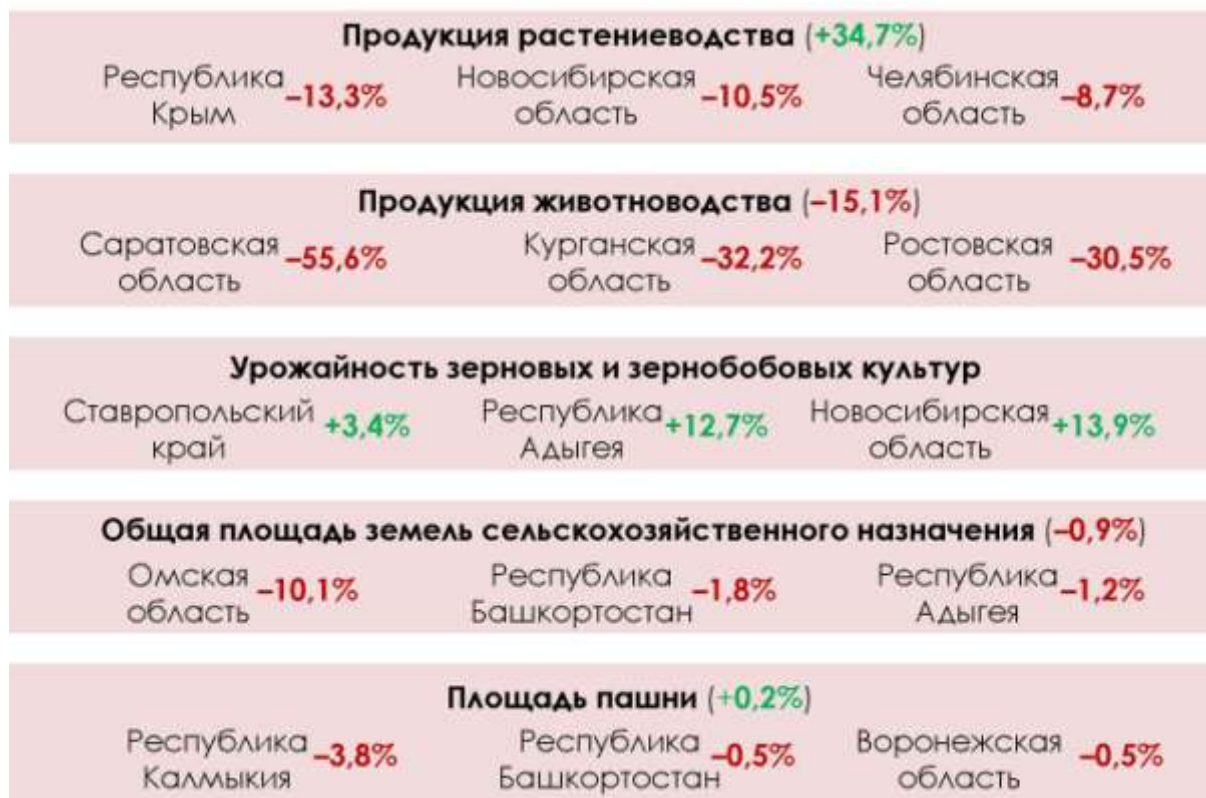 Продукция растениеводства (+34,7%)
Республика Крым –13,3% Новосибирская область –10,5% Челябинская область –8,7%
Продукция животноводства (–15,1%)
Саратовская область –55,6% Курганская область –32,2% Ростовская область –30,5%
Урожайность зерновых и зернобобовых культур
Ставропольский край +3,4% Республика Адыгея +12,7% Новосибирская область +13,9%
Общая площадь земель сельскохозяйственного назначения (–0,9%)
Омская область –10,1% Республика Башкортостан –1,8% Республика Адыгея –1,2%
Площадь пашни (+0,2%)
Республика Калмыкия –3,8% Республика Башкортостан –0,5% Воронежская область –0,5%